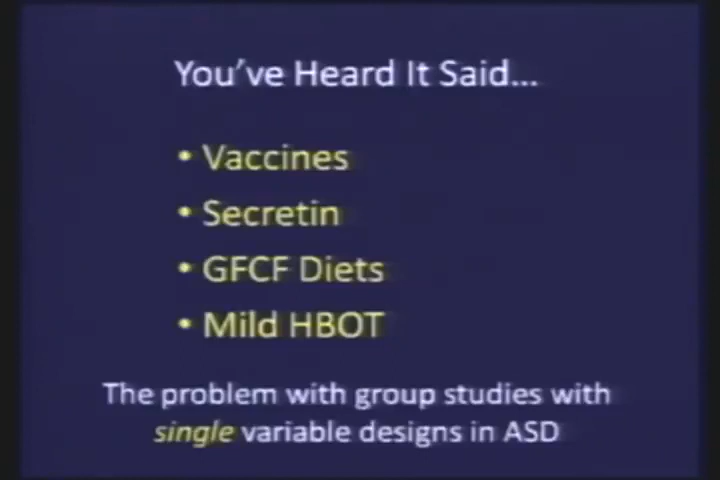 You've Heard It Said...
• Vaccines
• Secretin
• GFCF Diets
• Mild HBOT
The problem with group studies with
single variable designs in ASD